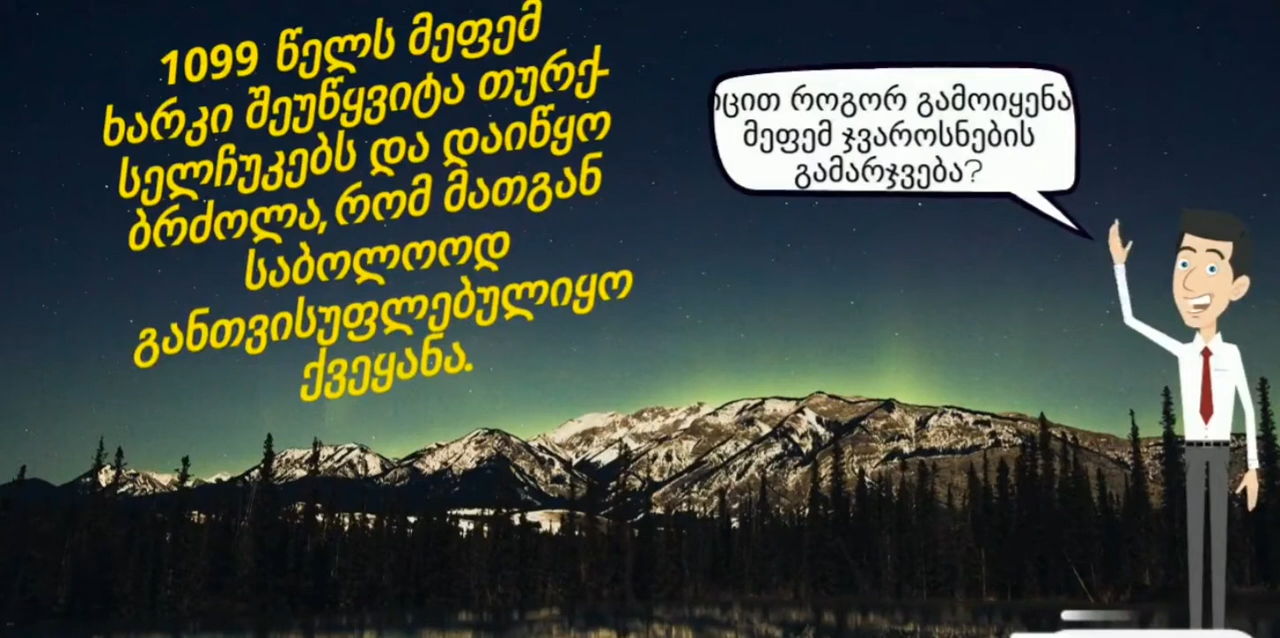 1099 წელს მეფემ
ხარკი შეუწყვიტა თურქ-
სელჩუკებს და დაიწყო
ბრძოლა, რომ მათგან
საბოლოოდ
განთვისუფლებულიყო
ქვეყანა.
როგორ გამოიყენა
მეფემ ჯვაროსნების
გამარჯვება?